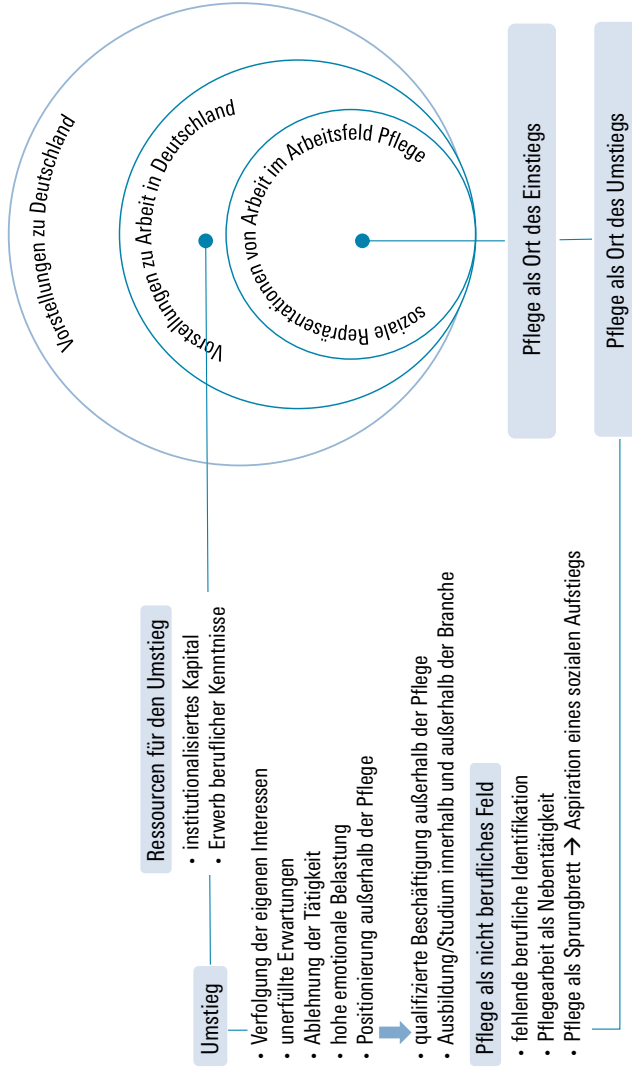 Umstieg
• Verfolgung der eigenen Interessen
• unerfüllte Erwartungen
• Ablehnung der Tätigkeit
• hohe emotionale Belastung
• Positionierung außerhalb der Pflege
• qualifizierte Beschäftigung außerhalb der Pflege
• Ausbildung/Studium innerhalb und außerhalb der Branche
Pflege als nicht berufliches Feld
• fehlende berufliche Identifikation
• Pflegearbeit als Nebentätigkeit
• Pflege als Sprungbrett → Aspiration eines sozialen Aufstiegs
Ressourcen für den Umstieg
• institutionalisiertes Kapital
• Erwerb beruflicher Kenntnisse
Vorstellungen zu Deutschland
Vorstellungen zu Arbeit in Deutschland
soziale Repräsentationen von Arbeit im Arbeitsfeld Pflege
Pflege als Ort des Einstiegs
Pflege als Ort des Umstiegs